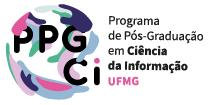 PPG
Ci
Programa
de Pós-Graduação
em Ciência
da Informação
UFMG